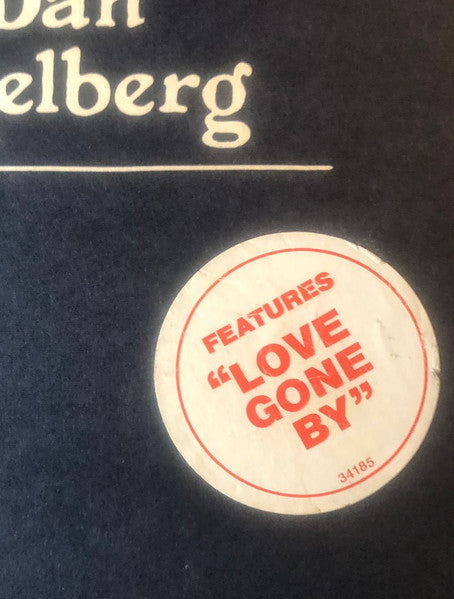 Dan
elberg
FEATURES
“LOVE
GONE
BY”
34185